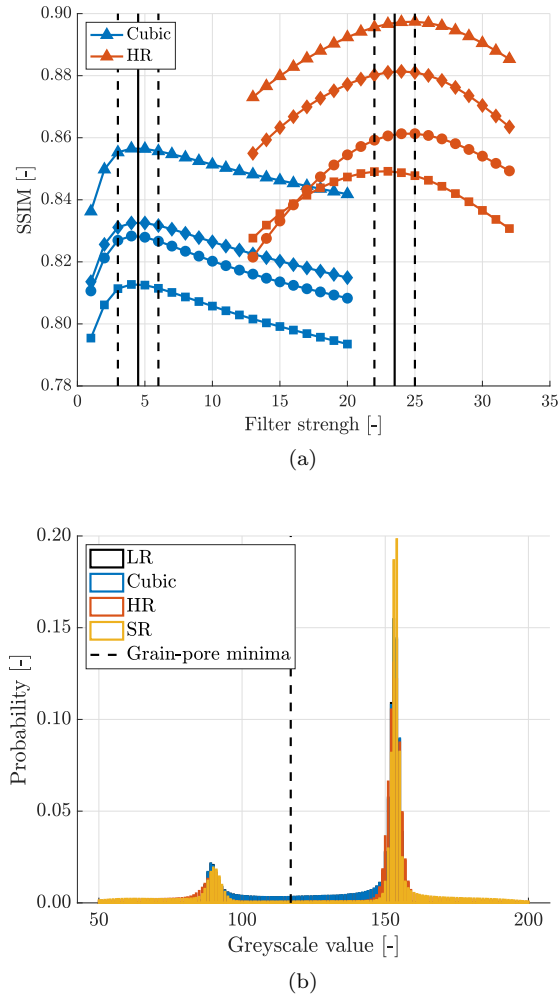 0.90
Cubic
HR
0.88
0.86
0.84
0.82
0.80
0.78
SSIM [-]
0 5 10 15 20 25 30 35
Filter strengh [-]
(a)
0.20
LR
Cubic
HR
SR
Grain-pore minima
0.15
0.10
0.05
0.00
Probability [-]
50 100 150 200
Greyscale value [-]
(b)